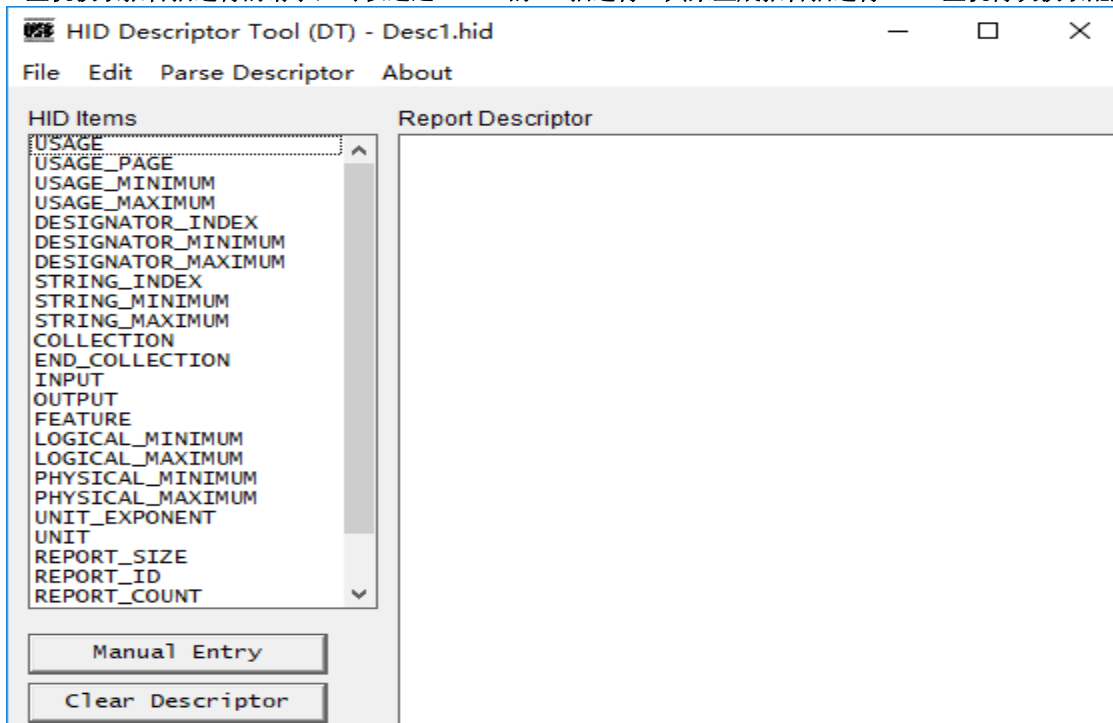 HID Descriptor Tool (DT) - Desc1.hid
File Edit Parse Descriptor About
HID Items
Report Descriptor
USAGE
USAGE_PAGE
USAGE_MINIMUM
USAGE_MAXIMUM
DESIGNATOR_INDEX
DESIGNATOR_MINIMUM
DESIGNATOR_MAXIMUM
STRING_INDEX
STRING_MINIMUM
STRING_MAXIMUM
COLLECTION
END_COLLECTION
INPUT
OUTPUT
FEATURE
LOGICAL_MINIMUM
LOGICAL_MAXIMUM
PHYSICAL_MINIMUM
PHYSICAL_MAXIMUM
UNIT_EXPONENT
UNIT
REPORT_SIZE
REPORT_ID
REPORT_COUNT
Manual Entry
Clear Descriptor